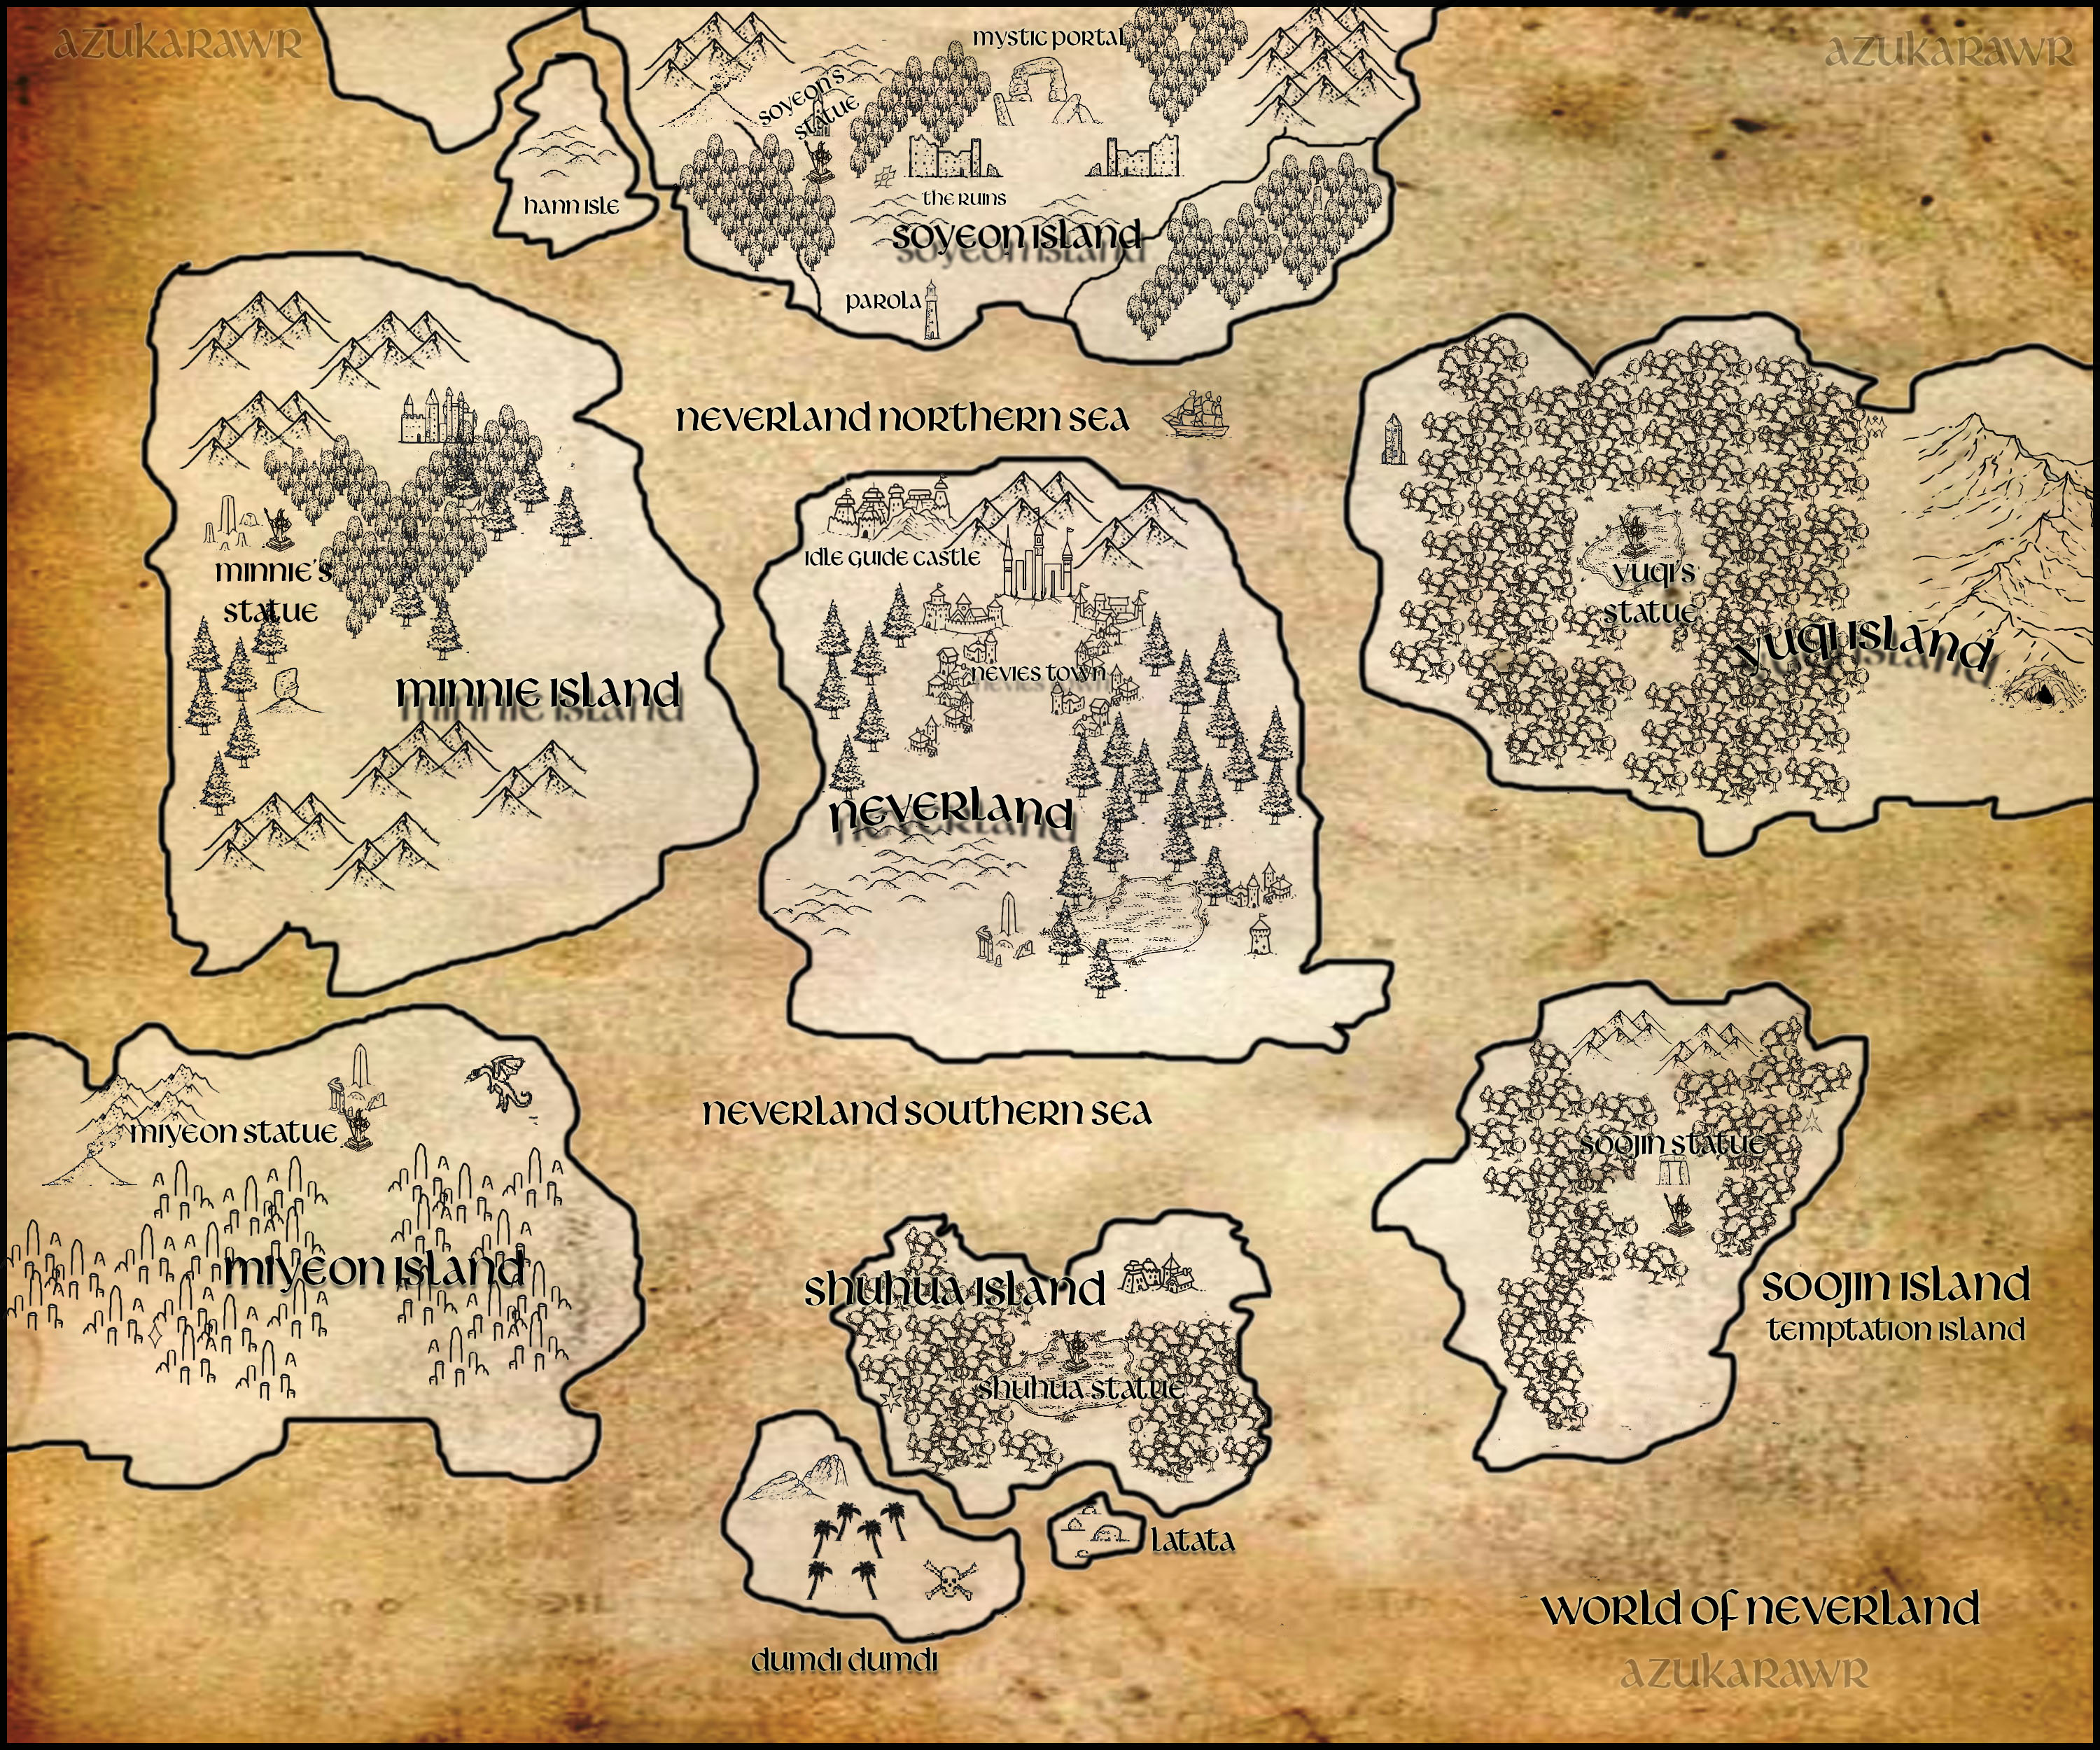 azukarawr
azukarawr
mystic portal
soyeon's
statue
hann isle
the ruins
soyeon island
parola
neverland northern sea
idle guide castle
minnie's
statue
yuqi's
statue
yuqi island
nevies town
minnie island
neverland
neverland southern sea
miyeon statue
soojin statue
miyeon island
shuhua island
soojin island
temptation island
shuhua statue
latata
dumdi dumdi
world of neverland
azukarawr